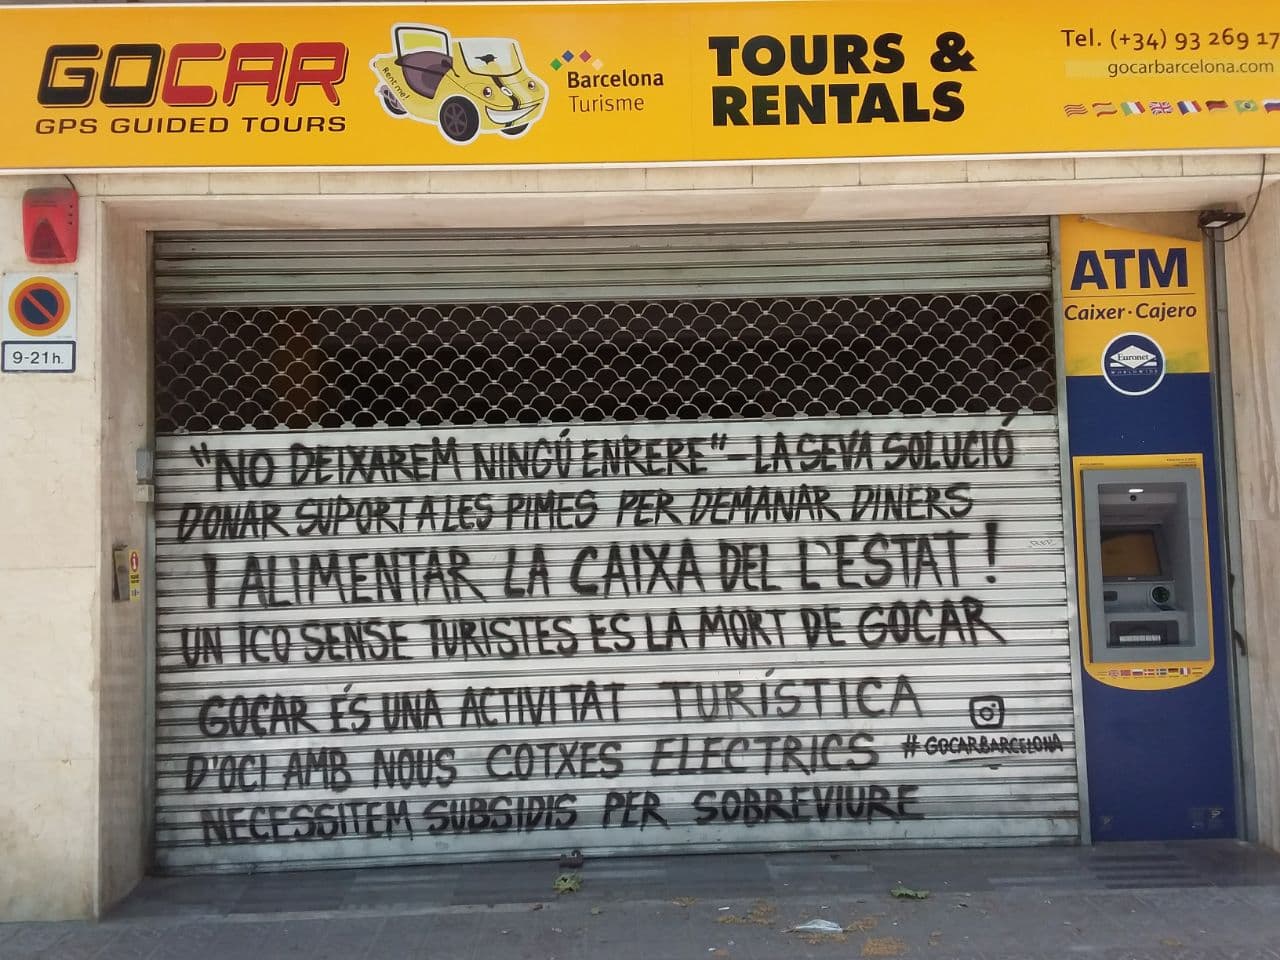 GOCAR
GPS GUIDED TOURS
Rent me!
Barcelona
Turisme
TOURS &
RENTALS
Tel. (+34) 93 269 17
gocarbarcelona.com
9-21h.
ATM
Caixer · Cajero
Euronet
WORLDWIDE
"NO DEIXAREM NINGÚ ENRERE" - LA SEVA SOLUCIÓ
DONAR SUPORT A LES PIMES PER DEMANAR DINERS
I ALIMENTAR LA CAIXA DEL L'ESTAT!
UN ICO SENSE TURISTES ES LA MORT DE GOCAR
GOCAR ÉS UNA ACTIVITAT TURÍSTICA
D'OCI AMB NOUS COTXES ELECTRICS
#GOCARBARCELONA
NECESSITEM SUBSIDIS PER SOBREVIURE